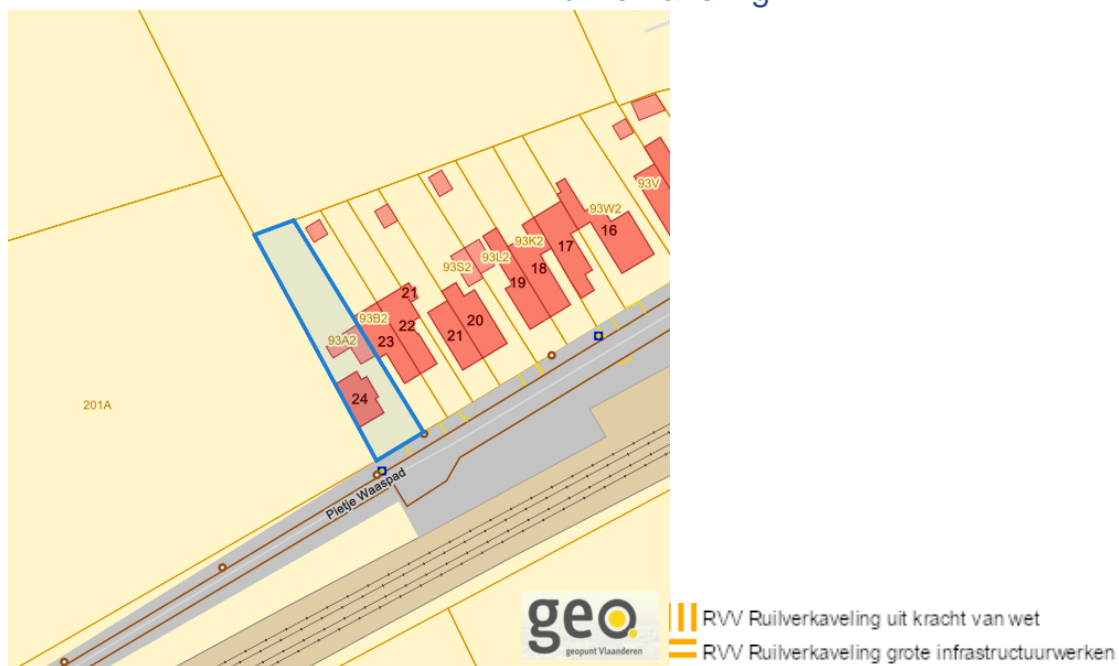 93V
93W2
16
93K2
17
93L2
18
93S2
19
21
20
93B2
22
21
93A2
23
24
201A
Pietje Waaspad
geo
geopunt Vlaanderen
RVV Ruilverkaveling uit kracht van wet
RVV Ruilverkaveling grote infrastructuurwerken